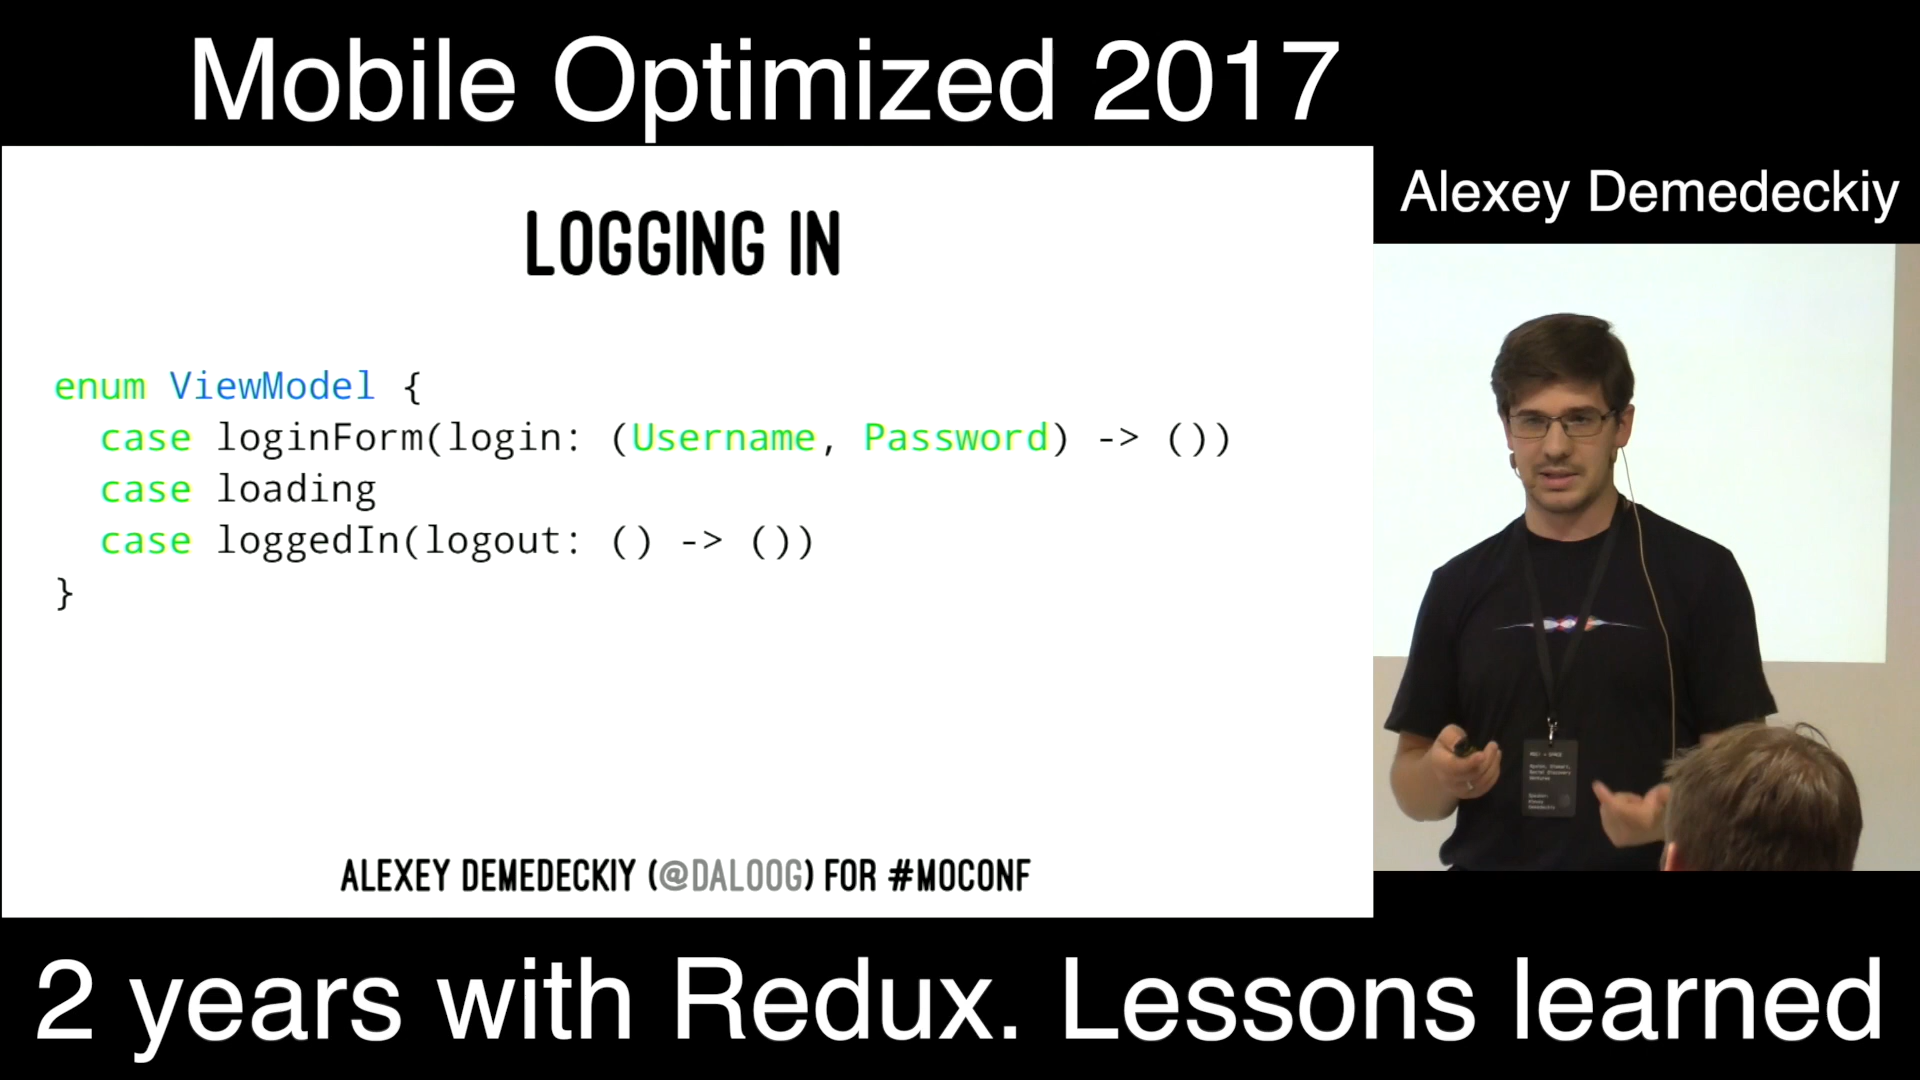 Mobile Optimized 2017
Alexey Demedeckiy
LOGGING IN
enum ViewModel {
case loginForm(login: (Username, Password) -> ())
case loading
case loggedIn(logout: () -> ())
}
ALEXEY DEMEDECKIY (@DALOOG) FOR #MOCONF
2 years with Redux. Lessons learned